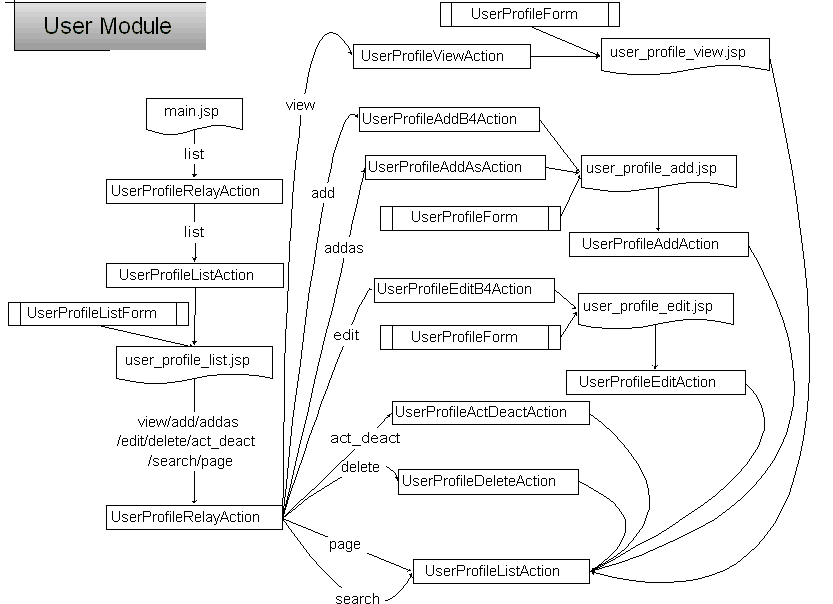 User Module
UserProfileForm
UserProfileViewAction
user_profile_view.jsp
view
main.jsp
list
UserProfileRelayAction
list
UserProfileListAction
UserProfileListForm
user_profile_list.jsp
view/add/addas
/edit/delete/act_deact
/search/page
UserProfileRelayAction
add
UserProfileAddB4Action
addas
UserProfileAddAsAction
user_profile_add.jsp
UserProfileForm
UserProfileAddAction
edit
UserProfileEditB4Action
user_profile_edit.jsp
UserProfileForm
UserProfileEditAction
act_deact
UserProfileActDeactAction
delete
UserProfileDeleteAction
page
UserProfileListAction
search